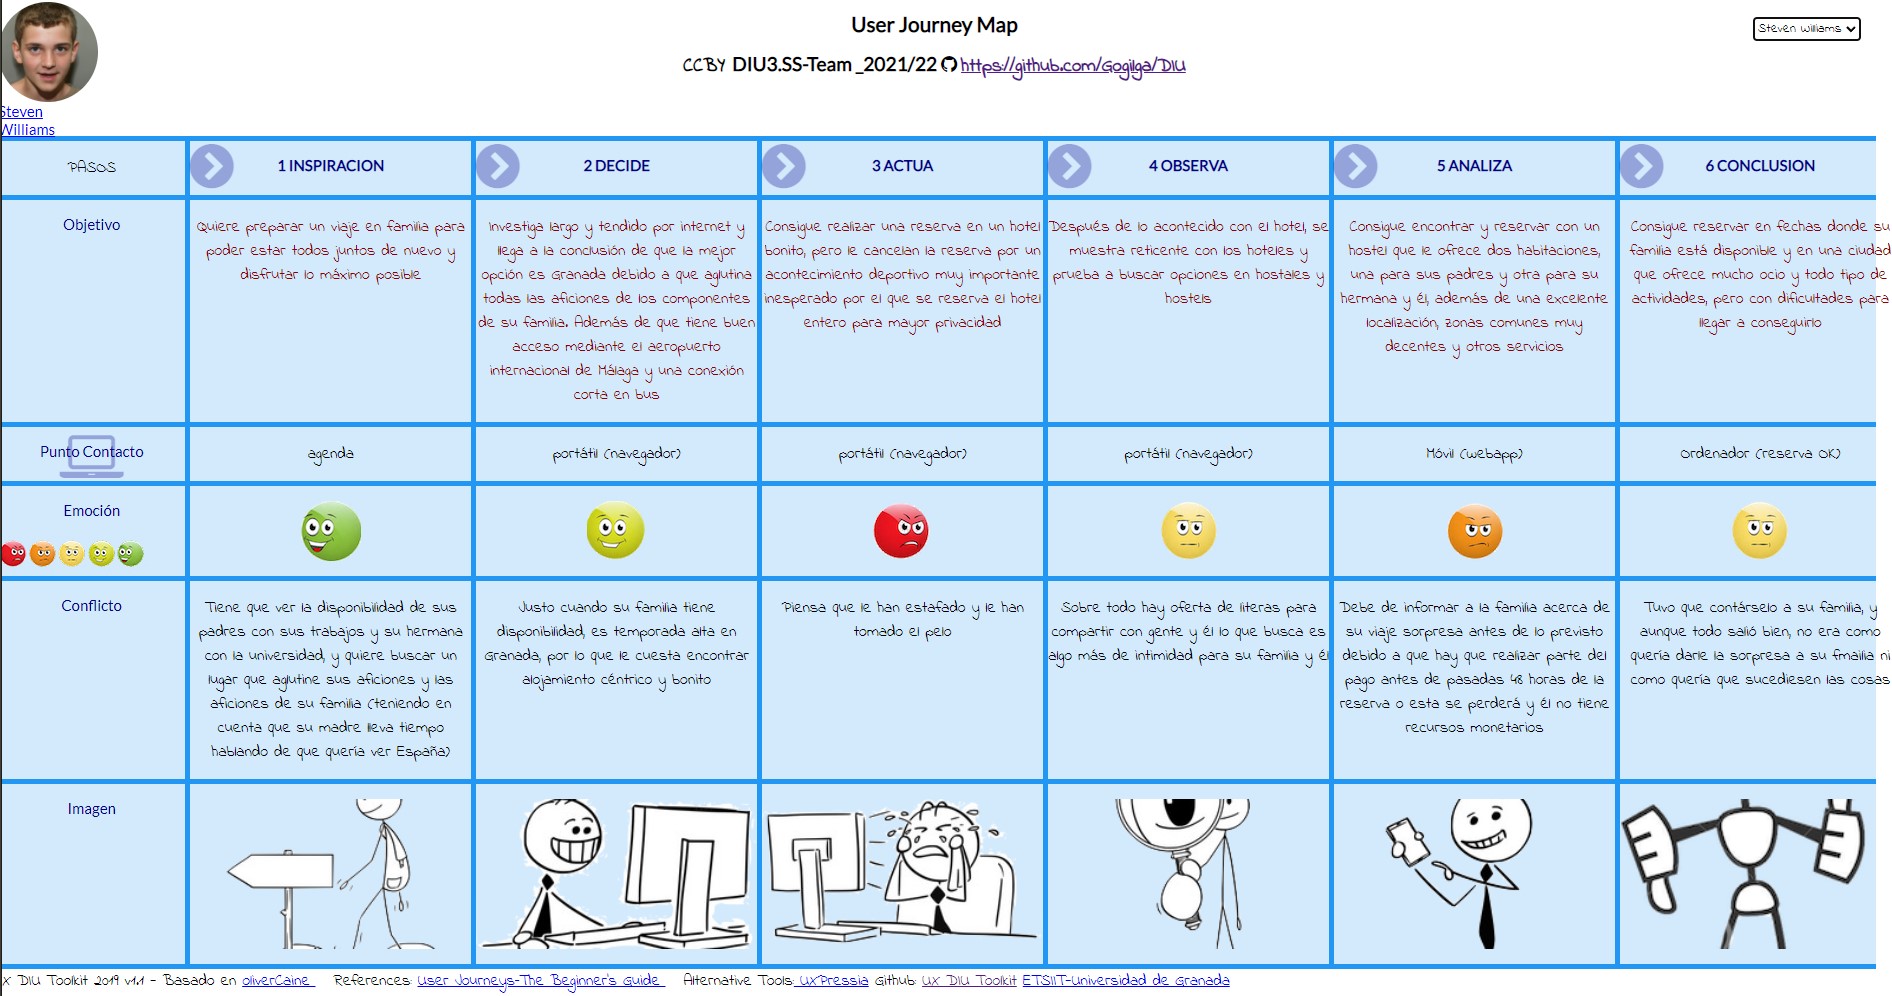 User Journey Map
Steven Williams
CCBY DIU3.SS-Team _2021/22 https://github.com/Gogilga/DIU
Steven
Williams
PASOS
1 INSPIRACION
2 DECIDE
3 ACTUA
4 OBSERVA
5 ANALIZA
6 CONCLUSION
Objetivo
Quiere preparar un viaje en familia para
poder estar todos juntos de nuevo y
disfrutar lo máximo posible
Investiga largo y tendido por internet y
llega a la conclusión de que la mejor
opción es Granada debido a que aglutina
todas las aficiones de los componentes
de su familia. Además de que tiene buen
acceso mediante el aeropuerto
internacional de Málaga y una conexión
corta en bus
Consigue realizar una reserva en un hotel
bonito, pero le cancelan la reserva por un
acontecimiento deportivo muy importante
inesperado por el que se reserva el hotel
entero para mayor privacidad
Después de lo acontecido con el hotel, se
muestra reticente con los hoteles y
prueba a buscar opciones en hostales y
hostels
Consigue encontrar y reservar con un
hostel que le ofrece dos habitaciones,
una para sus padres y otra para su
hermana y él, además de una excelente
localización, zonas comunes muy
decentes y otros servicios
Consigue reservar en fechas donde su
familia está disponible y en una ciudad
que ofrece mucho ocio y todo tipo de
actividades, pero con dificultades para
llegar a conseguirlo
Punto Contacto
agenda
portátil (navegador)
portátil (navegador)
portátil (navegador)
Móvil (webapp)
Ordenador (reserva OK)
Emoción
Conflicto
Tiene que ver la disponibilidad de sus
padres con sus trabajos y su hermana
con la universidad, y quiere buscar un
lugar que aglutine sus aficiones y las
aficiones de su familia (teniendo en
cuenta que su madre lleva tiempo
hablando de que quería ver España)
Justo cuando su familia tiene
disponibilidad, es temporada alta en
Granada, por lo que le cuesta encontrar
alojamiento céntrico y bonito
Piensa que le han estafado y le han
tomado el pelo
Sobre todo hay oferta de literas para
compartir con gente y él lo que busca es
algo más de intimidad para su familia y él
Debe de informar a la familia acerca de
su viaje sorpresa antes de lo previsto
debido a que hay que realizar parte del
pago antes de pasadas 48 horas de la
reserva o esta se perderá y él no tiene
recursos monetarios
Tuvo que contárselo a su familia, y
aunque todo salió bien, no era como
quería darle la sorpresa a su fmailia ni
como quería que sucediesen las cosas
Imagen
X DIU Toolkit 2019 v1.1 - Basado en oliverCaine References: User Journeys-The Beginner's Guide Alternative Tools: UXPressia Github: UX DIU Toolkit ETSIIT-Universidad de Granada